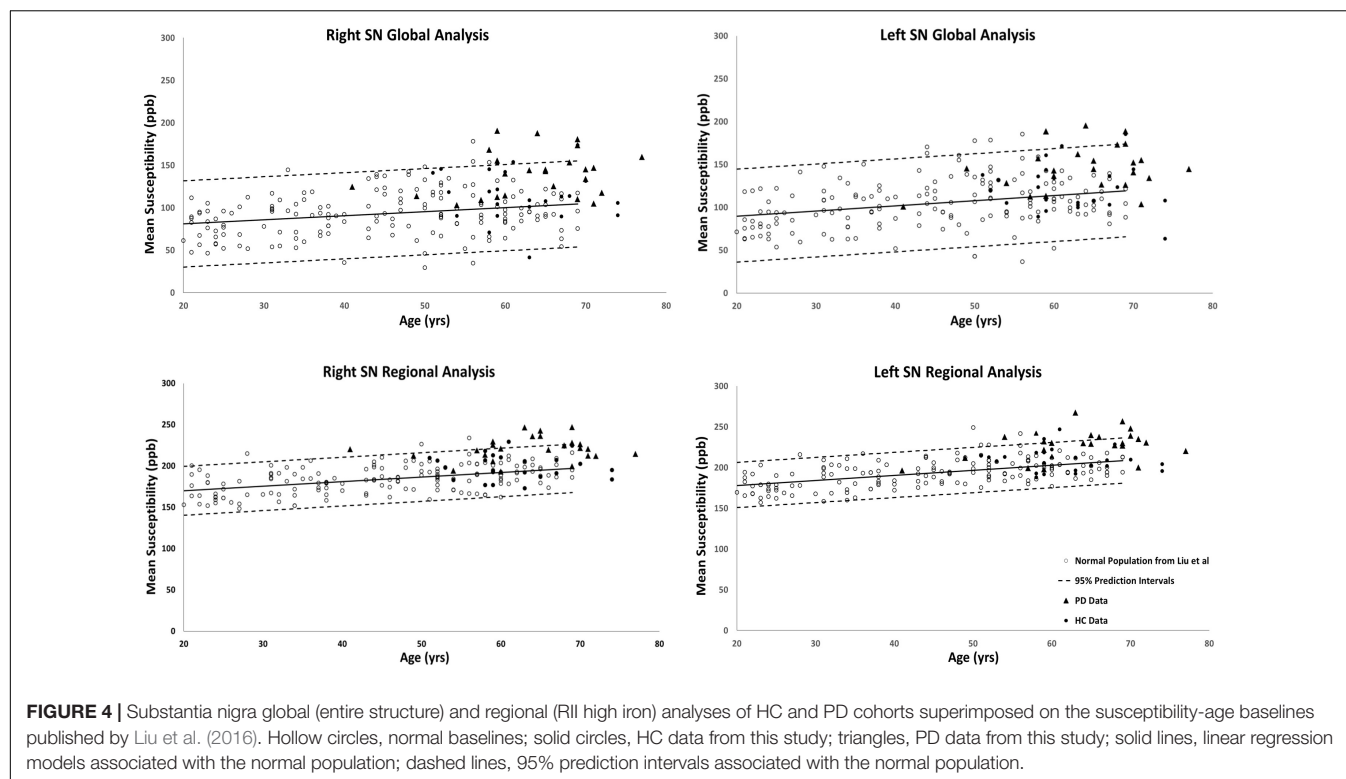 Right SN Global Analysis
Mean Susceptibility (ppb)
300
250
200
150
100
50
0
20 30 40 50 60 70 80
Age (yrs)
Left SN Global Analysis
Mean Susceptibility (ppb)
300
250
200
150
100
50
0
20 30 40 50 60 70 80
Age (yrs)
Right SN Regional Analysis
Mean Susceptibility (ppb)
300
250
200
150
100
50
0
20 30 40 50 60 70 80
Age (yrs)
Left SN Regional Analysis
Mean Susceptibility (ppb)
300
250
200
150
100
50
0
20 30 40 50 60 70 80
Age (yrs)
Normal Population from Liu et al
95% Prediction Intervals
PD Data
HC Data
FIGURE 4 | Substantia nigra global (entire structure) and regional (RII high iron) analyses of HC and PD cohorts superimposed on the susceptibility-age baselines
published by Liu et al. (2016). Hollow circles, normal baselines; solid circles, HC data from this study; triangles, PD data from this study; solid lines, linear regression
models associated with the normal population; dashed lines, 95% prediction intervals associated with the normal population.